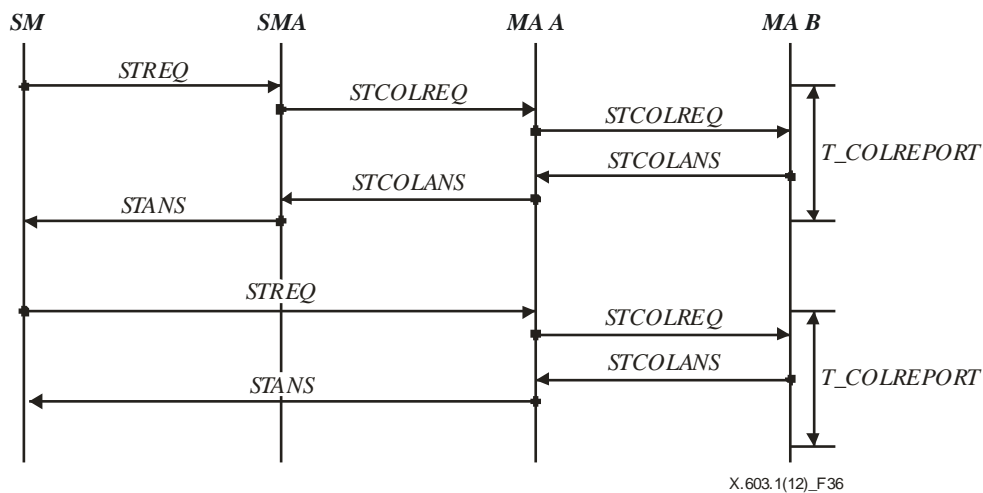 SM SMA MA A MA B
STREQ
STCOLREQ
STCOLREQ
T_COLREPORT
STCOLANS
STCOLANS
STANS
STREQ
STCOLREQ
STCOLANS
T_COLREPORT
STANS
X.603.1(12)_F36